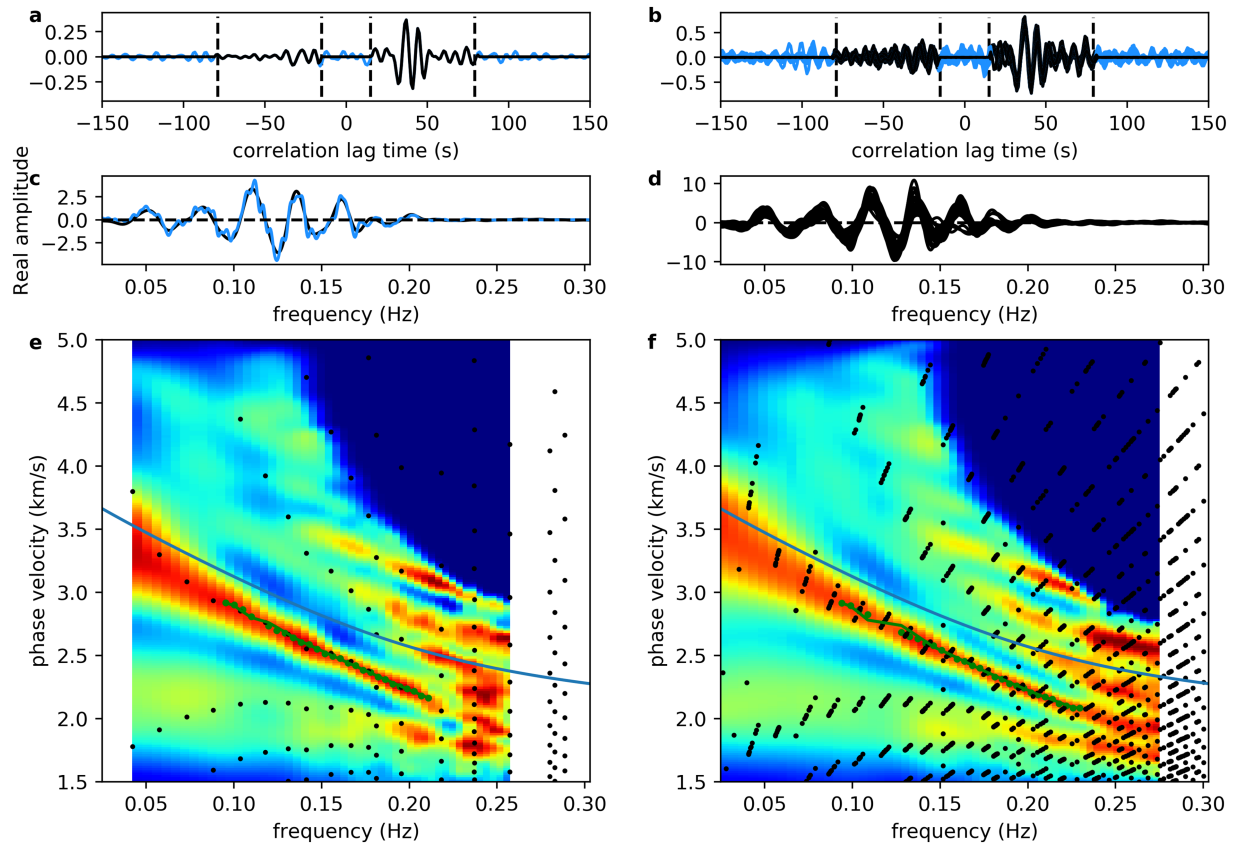 a
0.25
0.00
−0.25
−150 −100 −50 0 50 100 150
correlation lag time (s)
b
0.5
0.0
−0.5
−150 −100 −50 0 50 100 150
correlation lag time (s)
Real amplitude
c
2.5
0.0
−2.5
0.05 0.10 0.15 0.20 0.25 0.30
frequency (Hz)
d
10
0
−10
0.05 0.10 0.15 0.20 0.25 0.30
frequency (Hz)
e
phase velocity (km/s)
5.0
4.5
4.0
3.5
3.0
2.5
2.0
1.5
0.05 0.10 0.15 0.20 0.25 0.30
frequency (Hz)
f
phase velocity (km/s)
5.0
4.5
4.0
3.5
3.0
2.5
2.0
1.5
0.05 0.10 0.15 0.20 0.25 0.30
frequency (Hz)